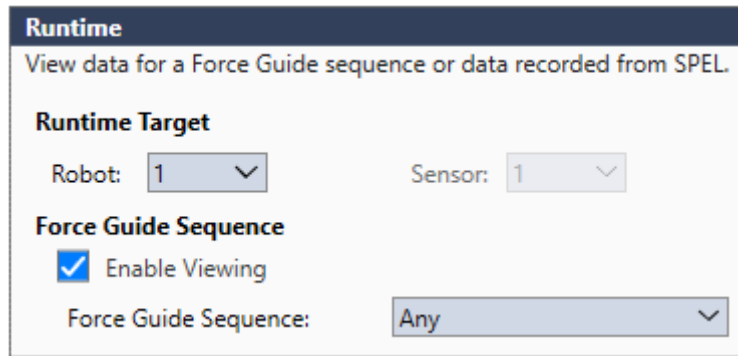 Runtime
View data for a Force Guide sequence or data recorded from SPEL.
Runtime Target
Robot: 1 Sensor: 1
Force Guide Sequence
Enable Viewing
Force Guide Sequence: Any